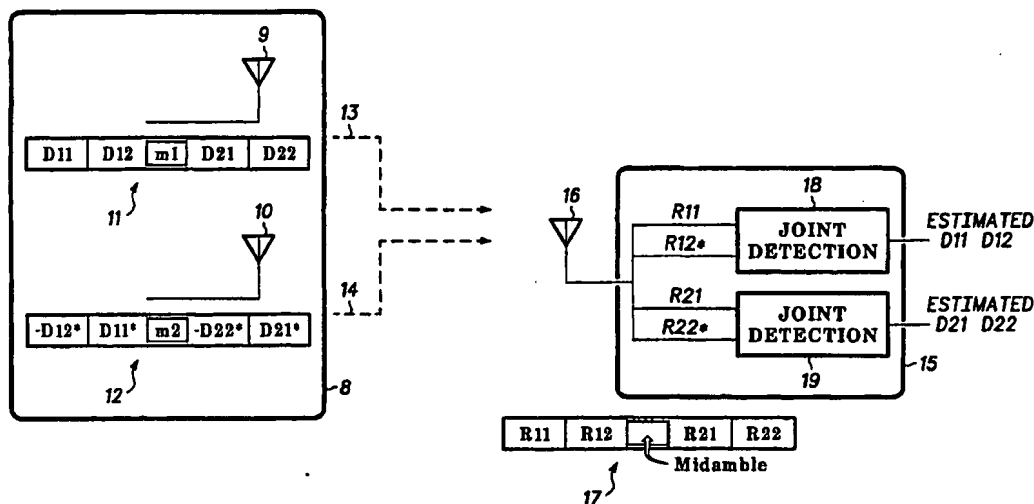 9
13
D11 D12 m1 D21 D22
11
10
14
-D12* D11* m2 -D22* D21*
12
8
16
18
R11
R12*
JOINT
DETECTION
ESTIMATED
D11 D12
R21
R22*
JOINT
DETECTION
ESTIMATED
D21 D22
19
15
R11 R12 R21 R22
Midamble
17